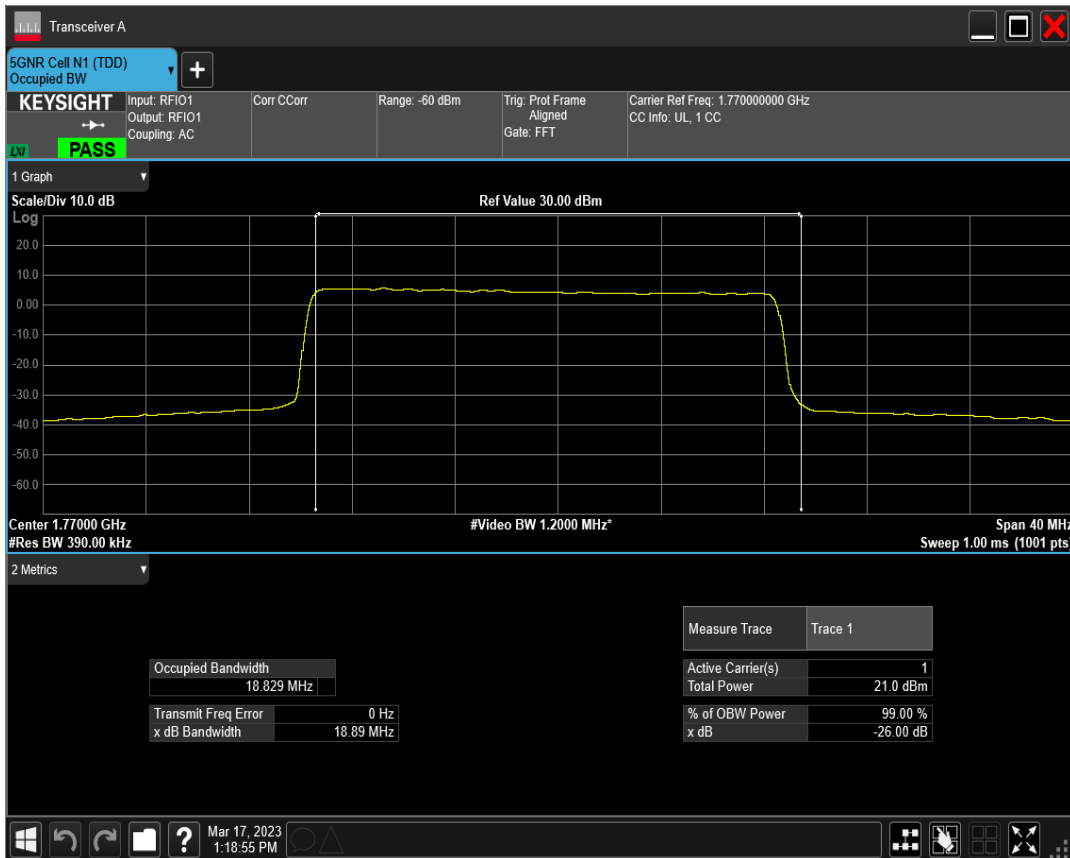 Transceiver A
5GNR Cell N1 (TDD)
Occupied BW
+
KEYSIGHT
LXI
PASS
Input: RFIO1
Output: RFIO1
Coupling: AC
Corr CCorr
Range: -60 dBm
Trig: Prot Frame
Aligned
Gate: FFT
Carrier Ref Freq: 1.770000000 GHz
CC Info: UL, 1 CC
1 Graph
Scale/Div 10.0 dB
Ref Value 30.00 dBm
Log
20.0
10.0
0.00
-10.0
-20.0
-30.0
-40.0
-50.0
-60.0
Center 1.77000 GHz
#Video BW 1.2000 MHz*
Span 40 MHz
#Res BW 390.00 kHz
Sweep 1.00 ms (1001 pts)
2 Metrics
Measure Trace
Trace 1
Occupied Bandwidth
18.829 MHz
Transmit Freq Error
0 Hz
x dB Bandwidth
18.89 MHz
Active Carrier(s)
1
Total Power
21.0 dBm
% of OBW Power
99.00 %
x dB
-26.00 dB
?
Mar 17, 2023
1:18:55 PM